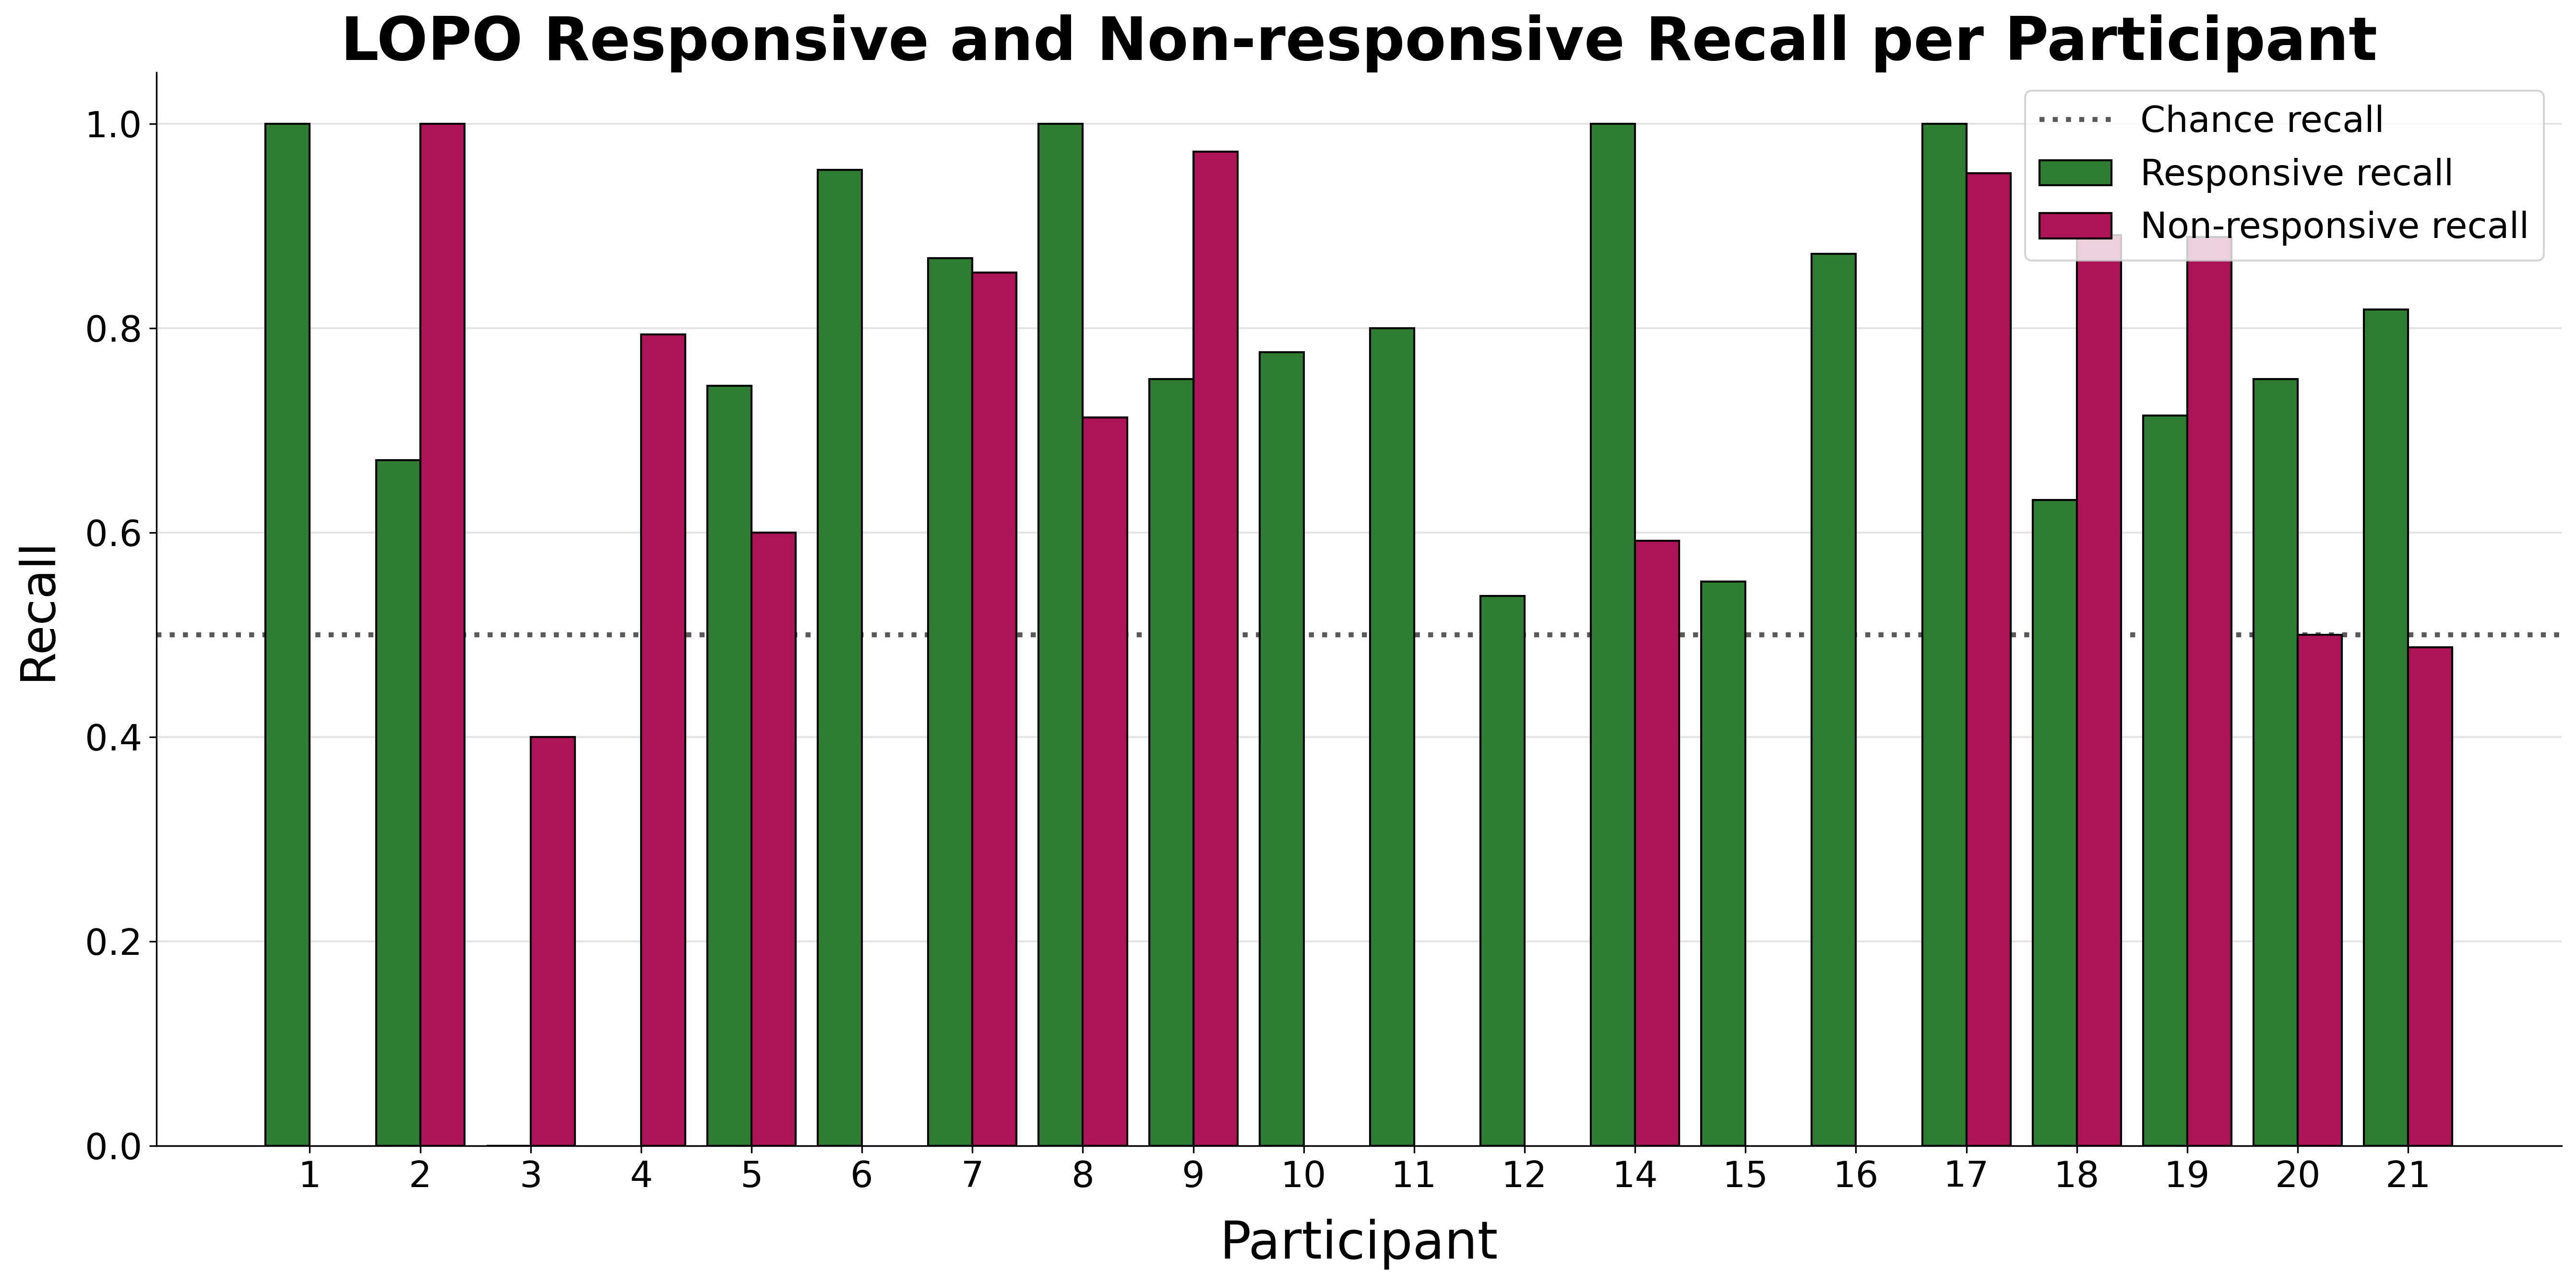 LOPO Responsive and Non-responsive Recall per Participant
Chance recall
Responsive recall
Non-responsive recall
Recall
1.0
0.8
0.6
0.4
0.2
0.0
1 2 3 4 5 6 7 8 9 10 11 12 14 15 16 17 18 19 20 21
Participant